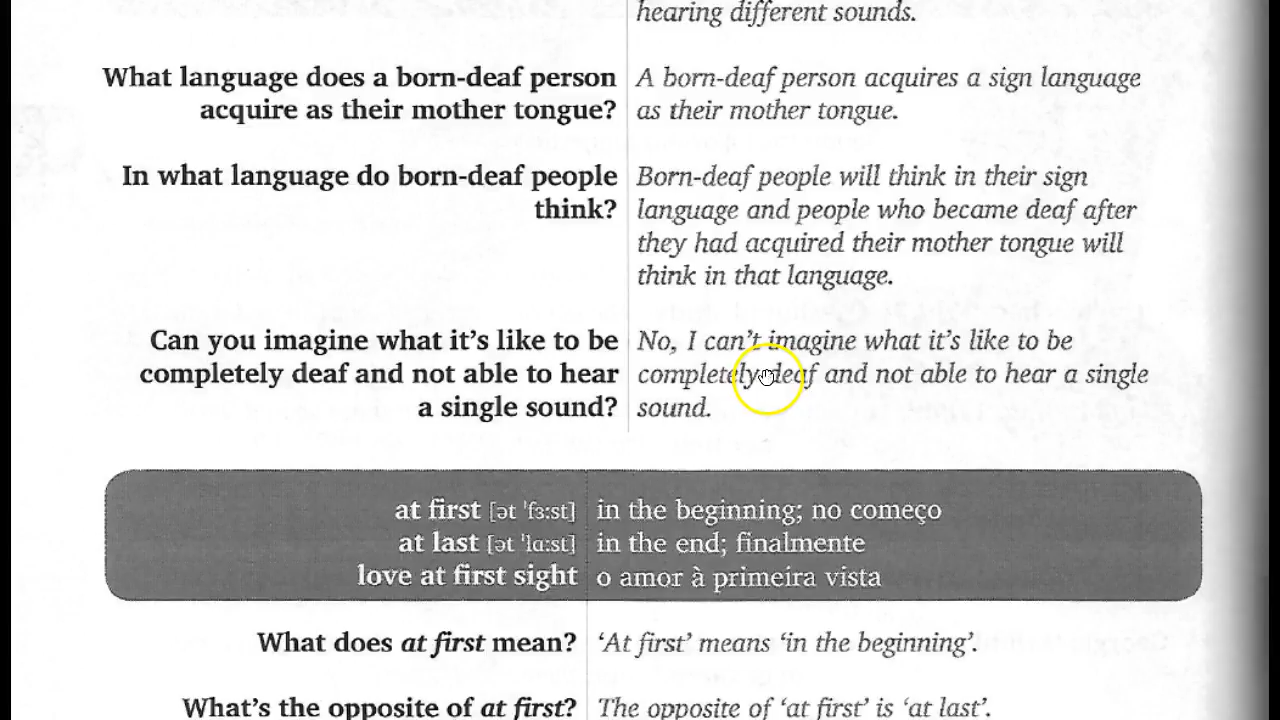 hearing different sounds.
What language does a born-deaf person
acquire as their mother tongue?
A born-deaf person acquires a sign language
as their mother tongue.
In what language do born-deaf people
think?
Born-deaf people will think in their sign
language and people who became deaf after
they had acquired their mother tongue will
think in that language.
Can you imagine what it's like to be
completely deaf and not able to hear
a single sound?
No, I can't imagine what it's like to be
completely deaf and not able to hear a single
sound.
at first [ət 'fɜ:st] in the beginning; no começo
at last [ət 'lɑ:st] in the end; finalmente
love at first sight o amor à primeira vista
What does at first mean? 'At first' means 'in the beginning'.
What's the opposite of at first? The opposite of 'at first' is 'at last'.